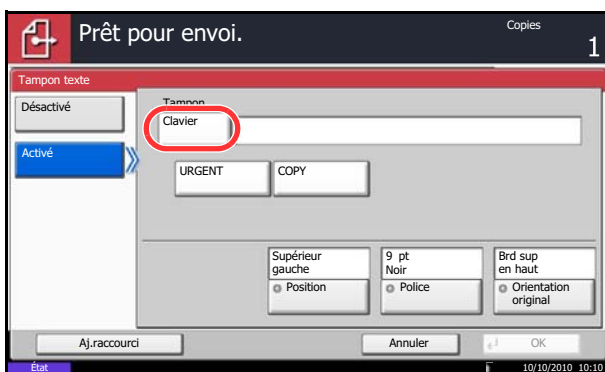 Prêt pour envoi.
Copies
1
Tampon texte
Désactivé
Activé
Tampon
Clavier
URGENT
COPY
Supérieur
gauche
Position
9 pt
Noir
Police
Brd sup
en haut
Orientation
original
Aj.raccourci
Annuler
OK
État
10/10/2010 10:10